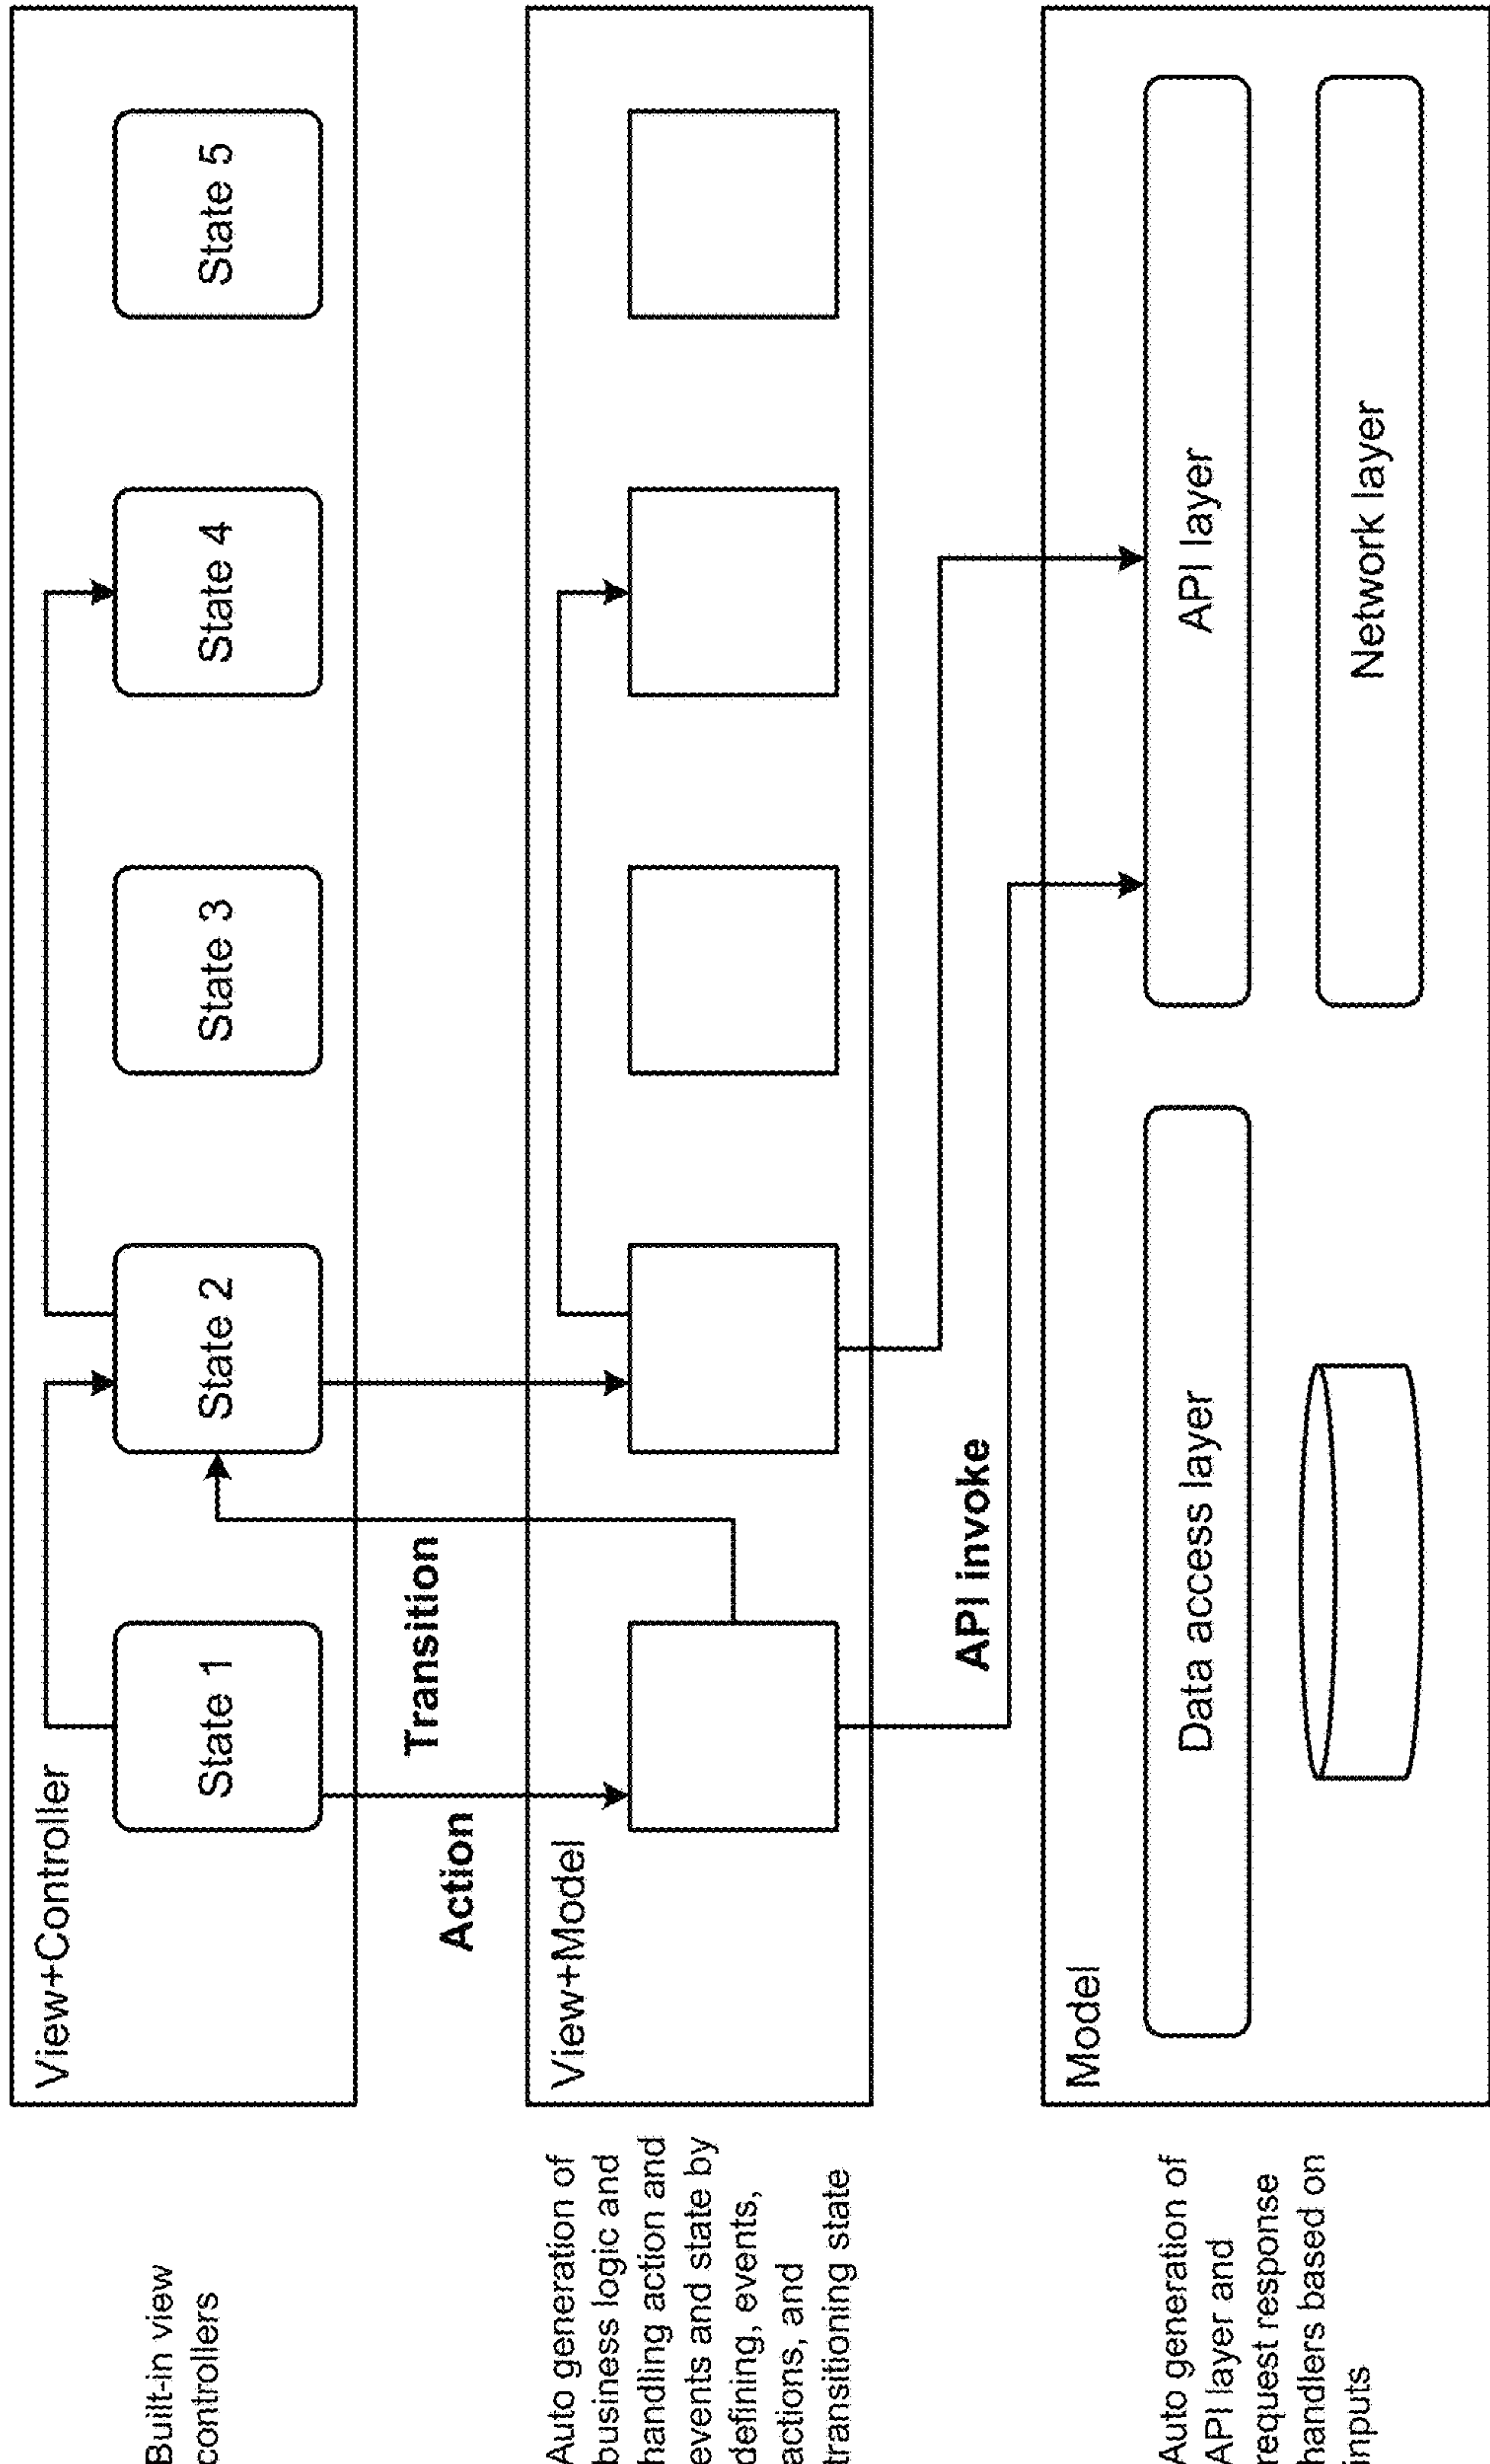 Built-in view
controllers
View+Controller
State 1
State 2
State 3
State 4
State 5
Action
Transition
Auto generation of
business logic and
handling action and
events and state by
defining, events,
actions, and
transitioning state
View+Model
API invoke
Auto generation of
API layer and
request response
handlers based on
inputs
Model
Data access layer
API layer
Network layer